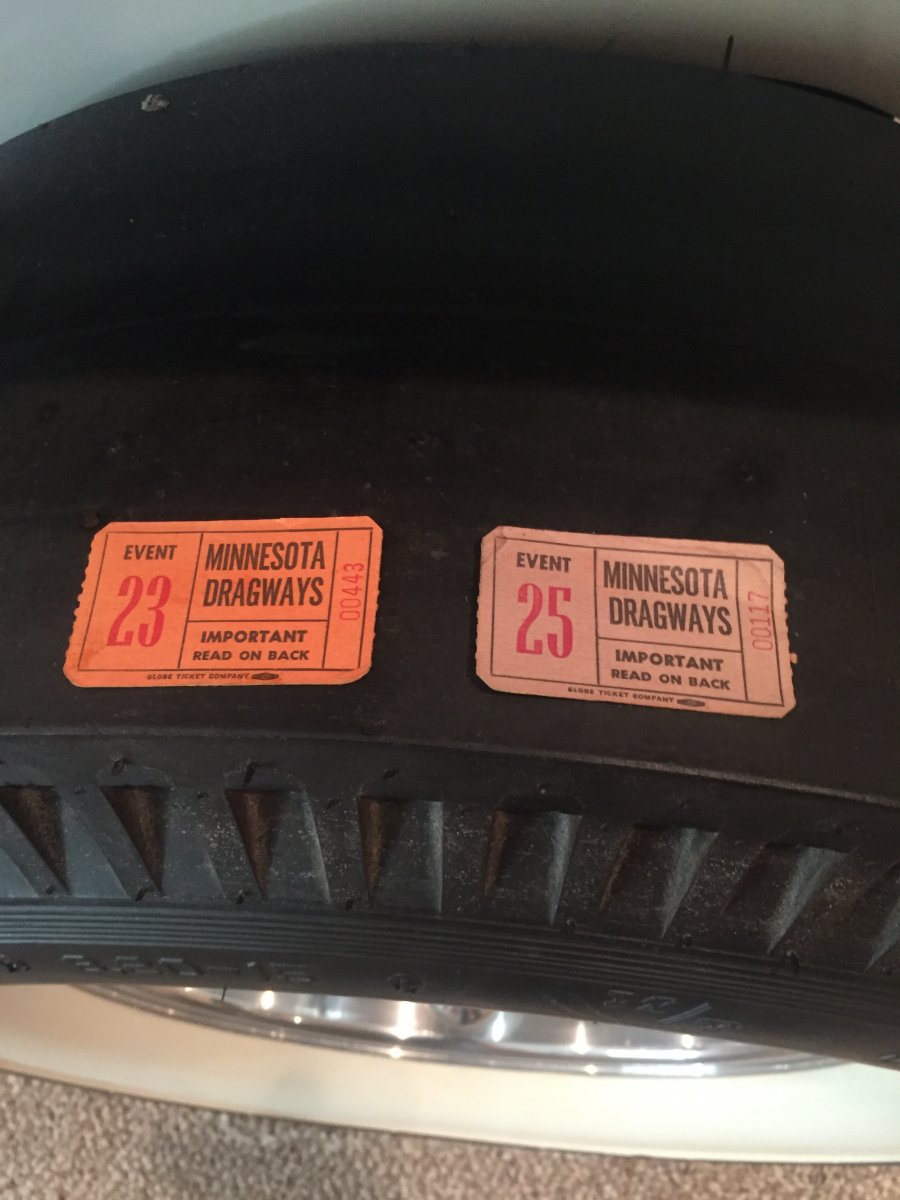 EVENT
23
MINNESOTA
DRAGWAYS
IMPORTANT
READ ON BACK
00443
GLOBE TICKET COMPANY
EVENT
25
MINNESOTA
DRAGWAYS
IMPORTANT
READ ON BACK
00117
GLOBE TICKET COMPANY